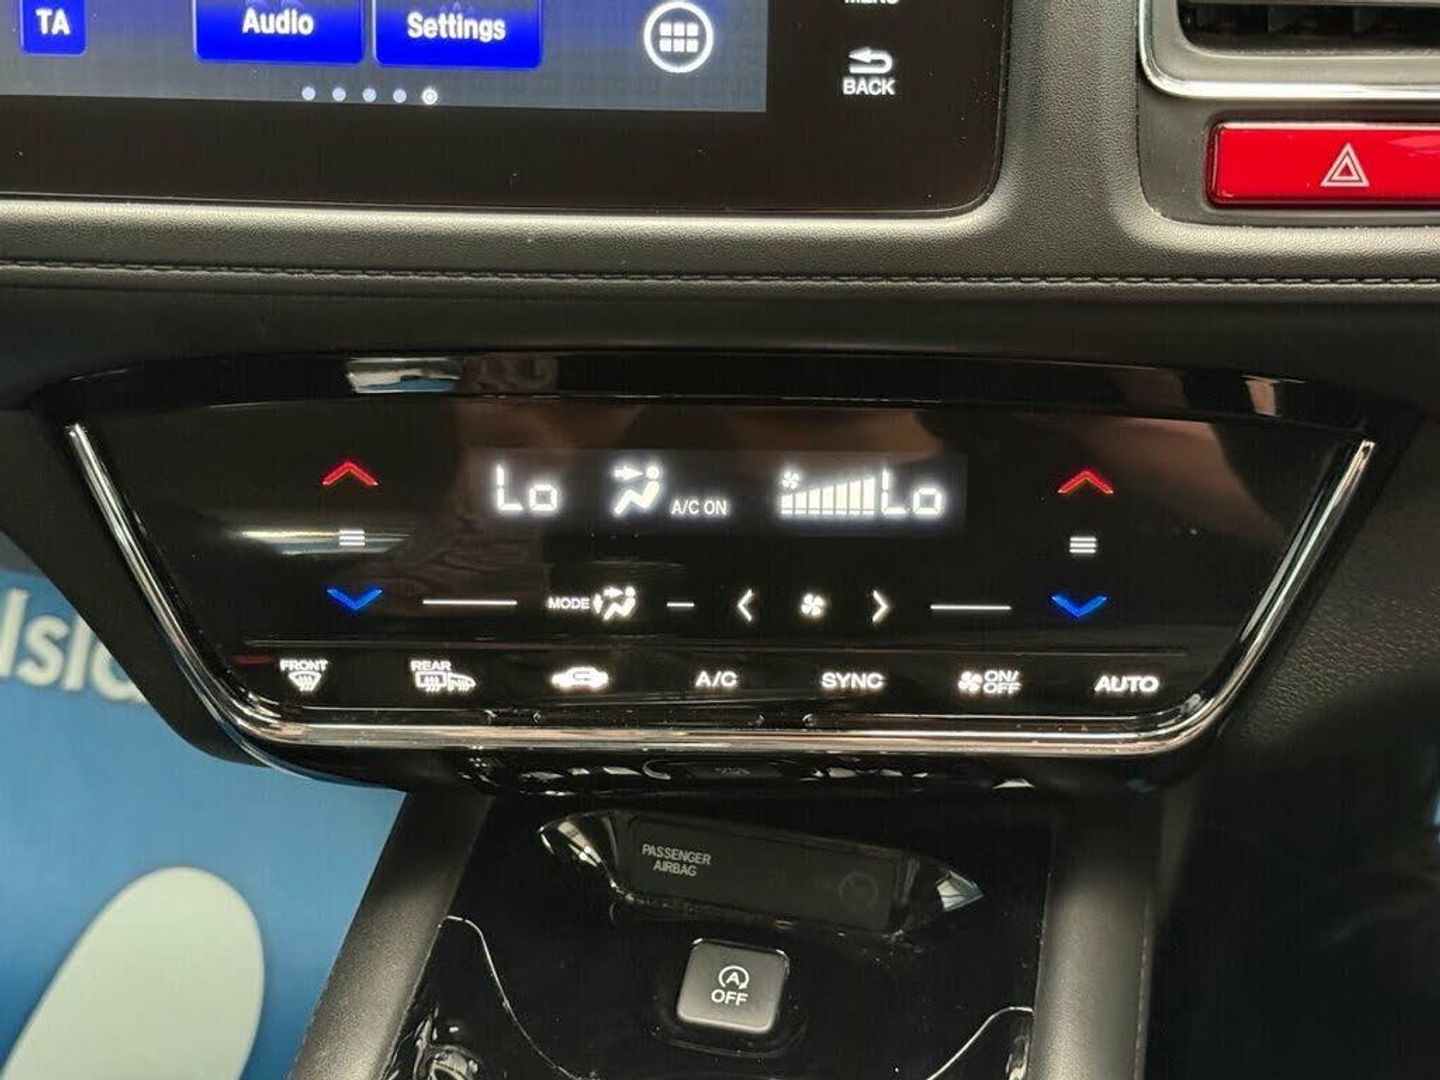 TA
Audio
Settings
BACK
Lo
A/C ON
Lo
MODE
FRONT
REAR
A/C
SYNC
ON/
OFF
AUTO
PASSENGER
AIRBAG
A
OFF